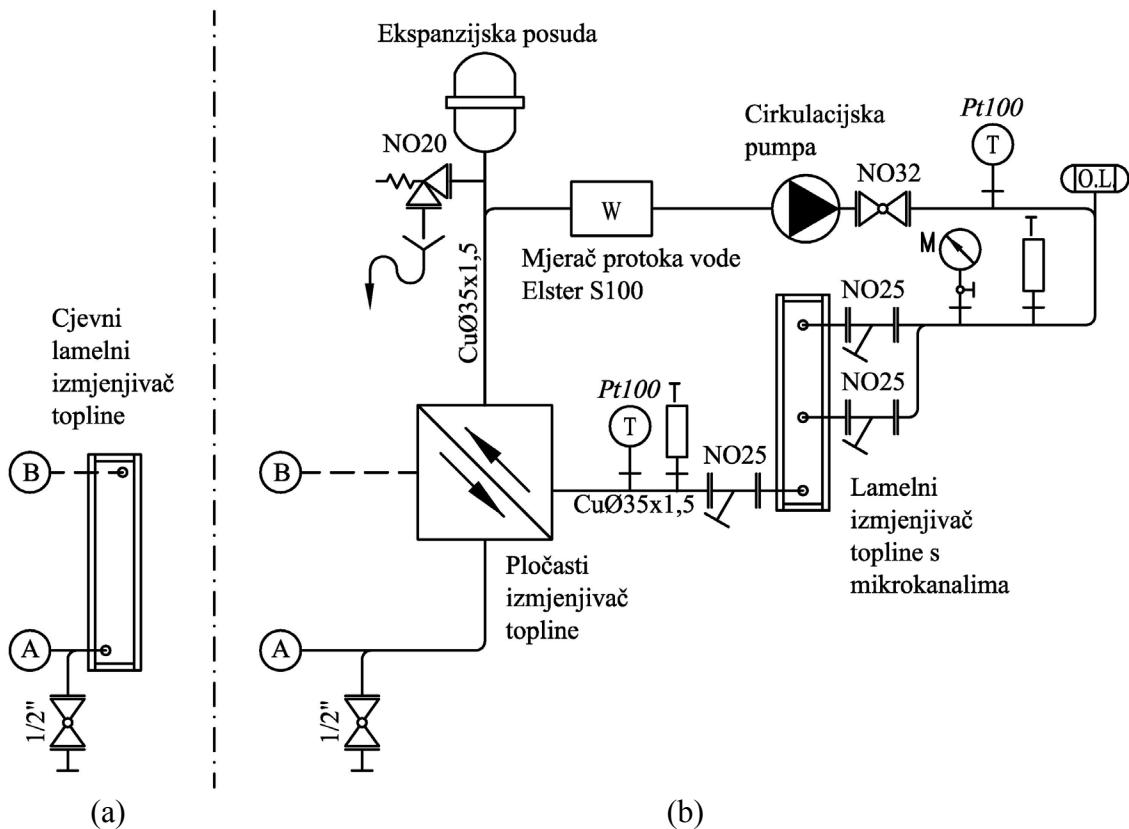 Ekspanzijska posuda
NO20
Cirkulacijska
pumpa
Pt100
T
NO32
O.L.
W
M
Mjerač protoka vode
Elster S100
CuØ35x1,5
NO25
NO25
Cjevni
lamelni
izmjenjivač
topline
B
A
1/2"
B
Pt100
T
NO25
CuØ35x1,5
Lamelni
izmjenjivač
topline s
mikrokanalima
Pločasti
izmjenjivač
topline
A
1/2"
(a)
(b)